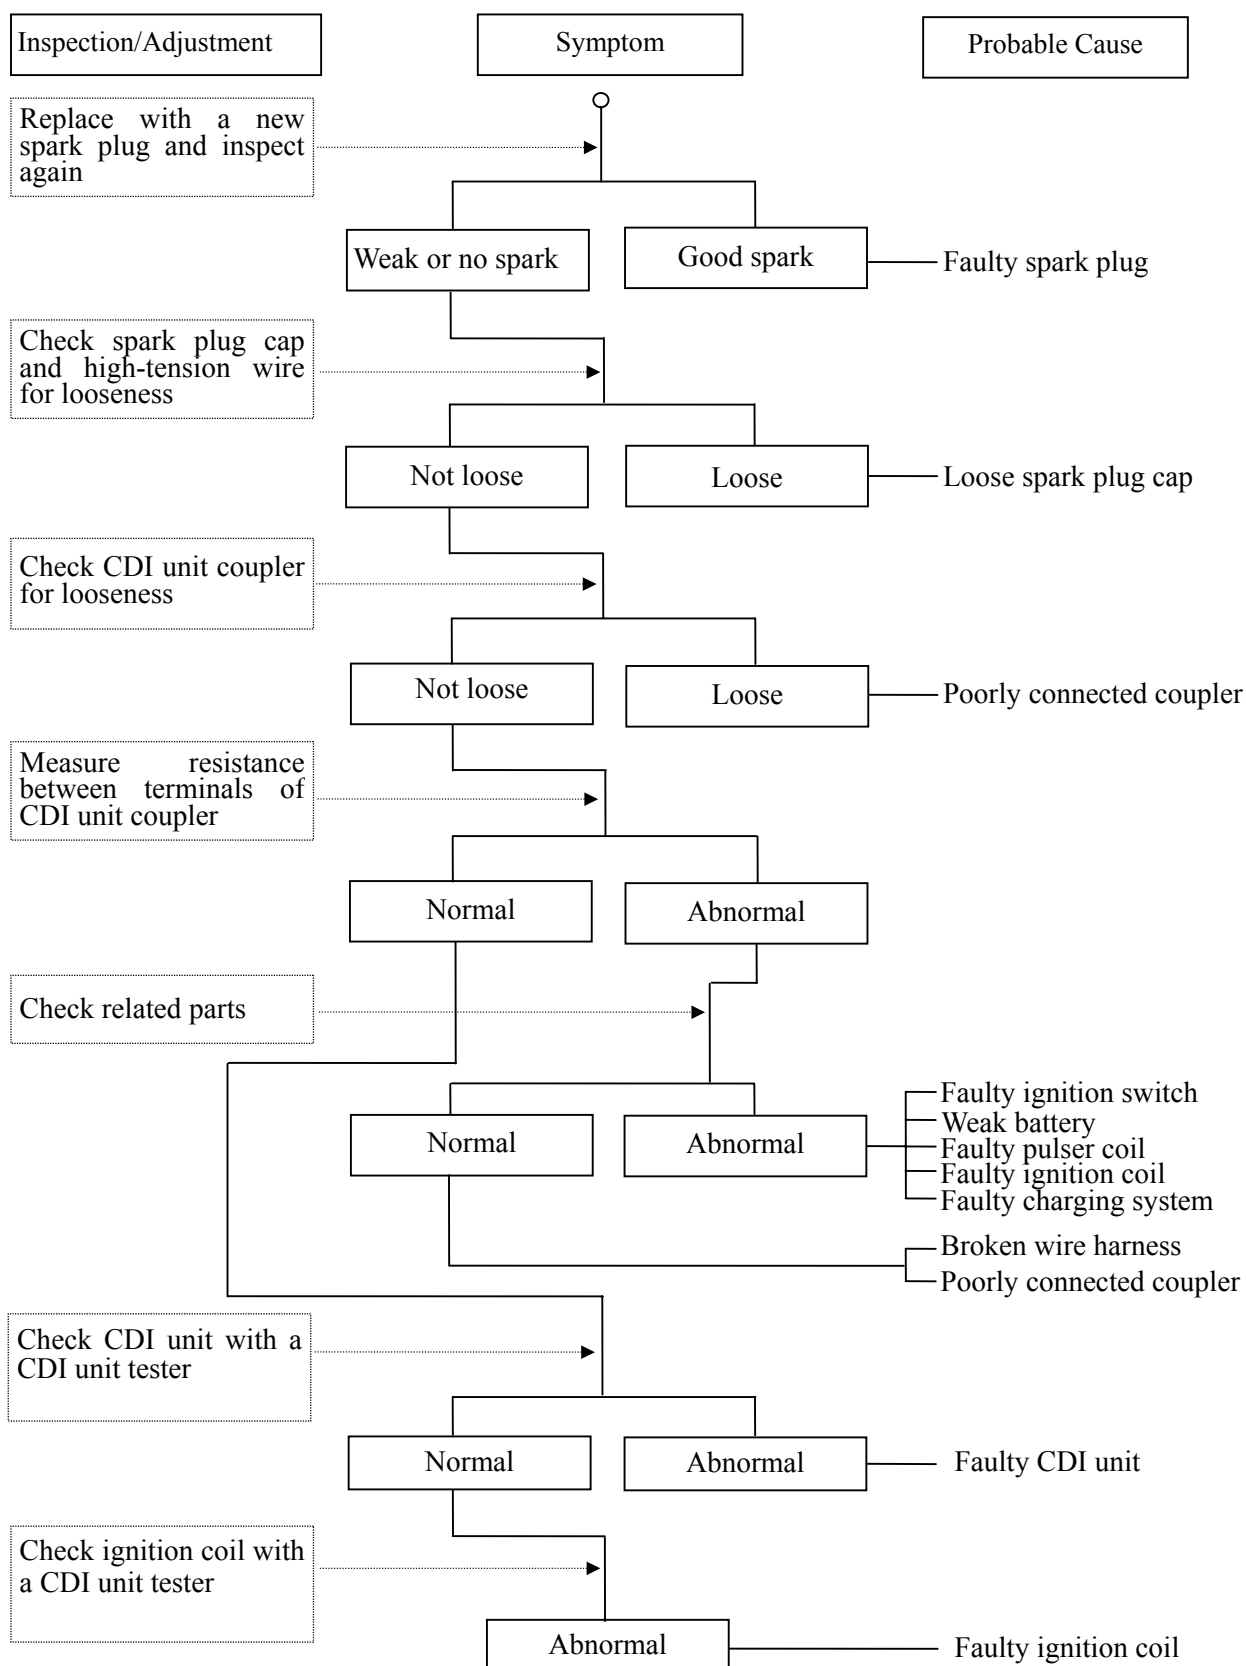 Inspection/Adjustment
Symptom
Probable Cause
Replace with a new
spark plug and inspect
again
Weak or no spark
Good spark
Faulty spark plug
Check spark plug cap
and high-tension wire
for looseness
Not loose
Loose
Loose spark plug cap
Check CDI unit coupler
for looseness
Not loose
Loose
Poorly connected coupler
Measure resistance
between terminals of
CDI unit coupler
Normal
Abnormal
Check related parts
Normal
Abnormal
Faulty ignition switch
Weak battery
Faulty pulser coil
Faulty ignition coil
Faulty charging system
Broken wire harness
Poorly connected coupler
Check CDI unit with a
CDI unit tester
Normal
Abnormal
Faulty CDI unit
Check ignition coil with
a CDI unit tester
Abnormal
Faulty ignition coil